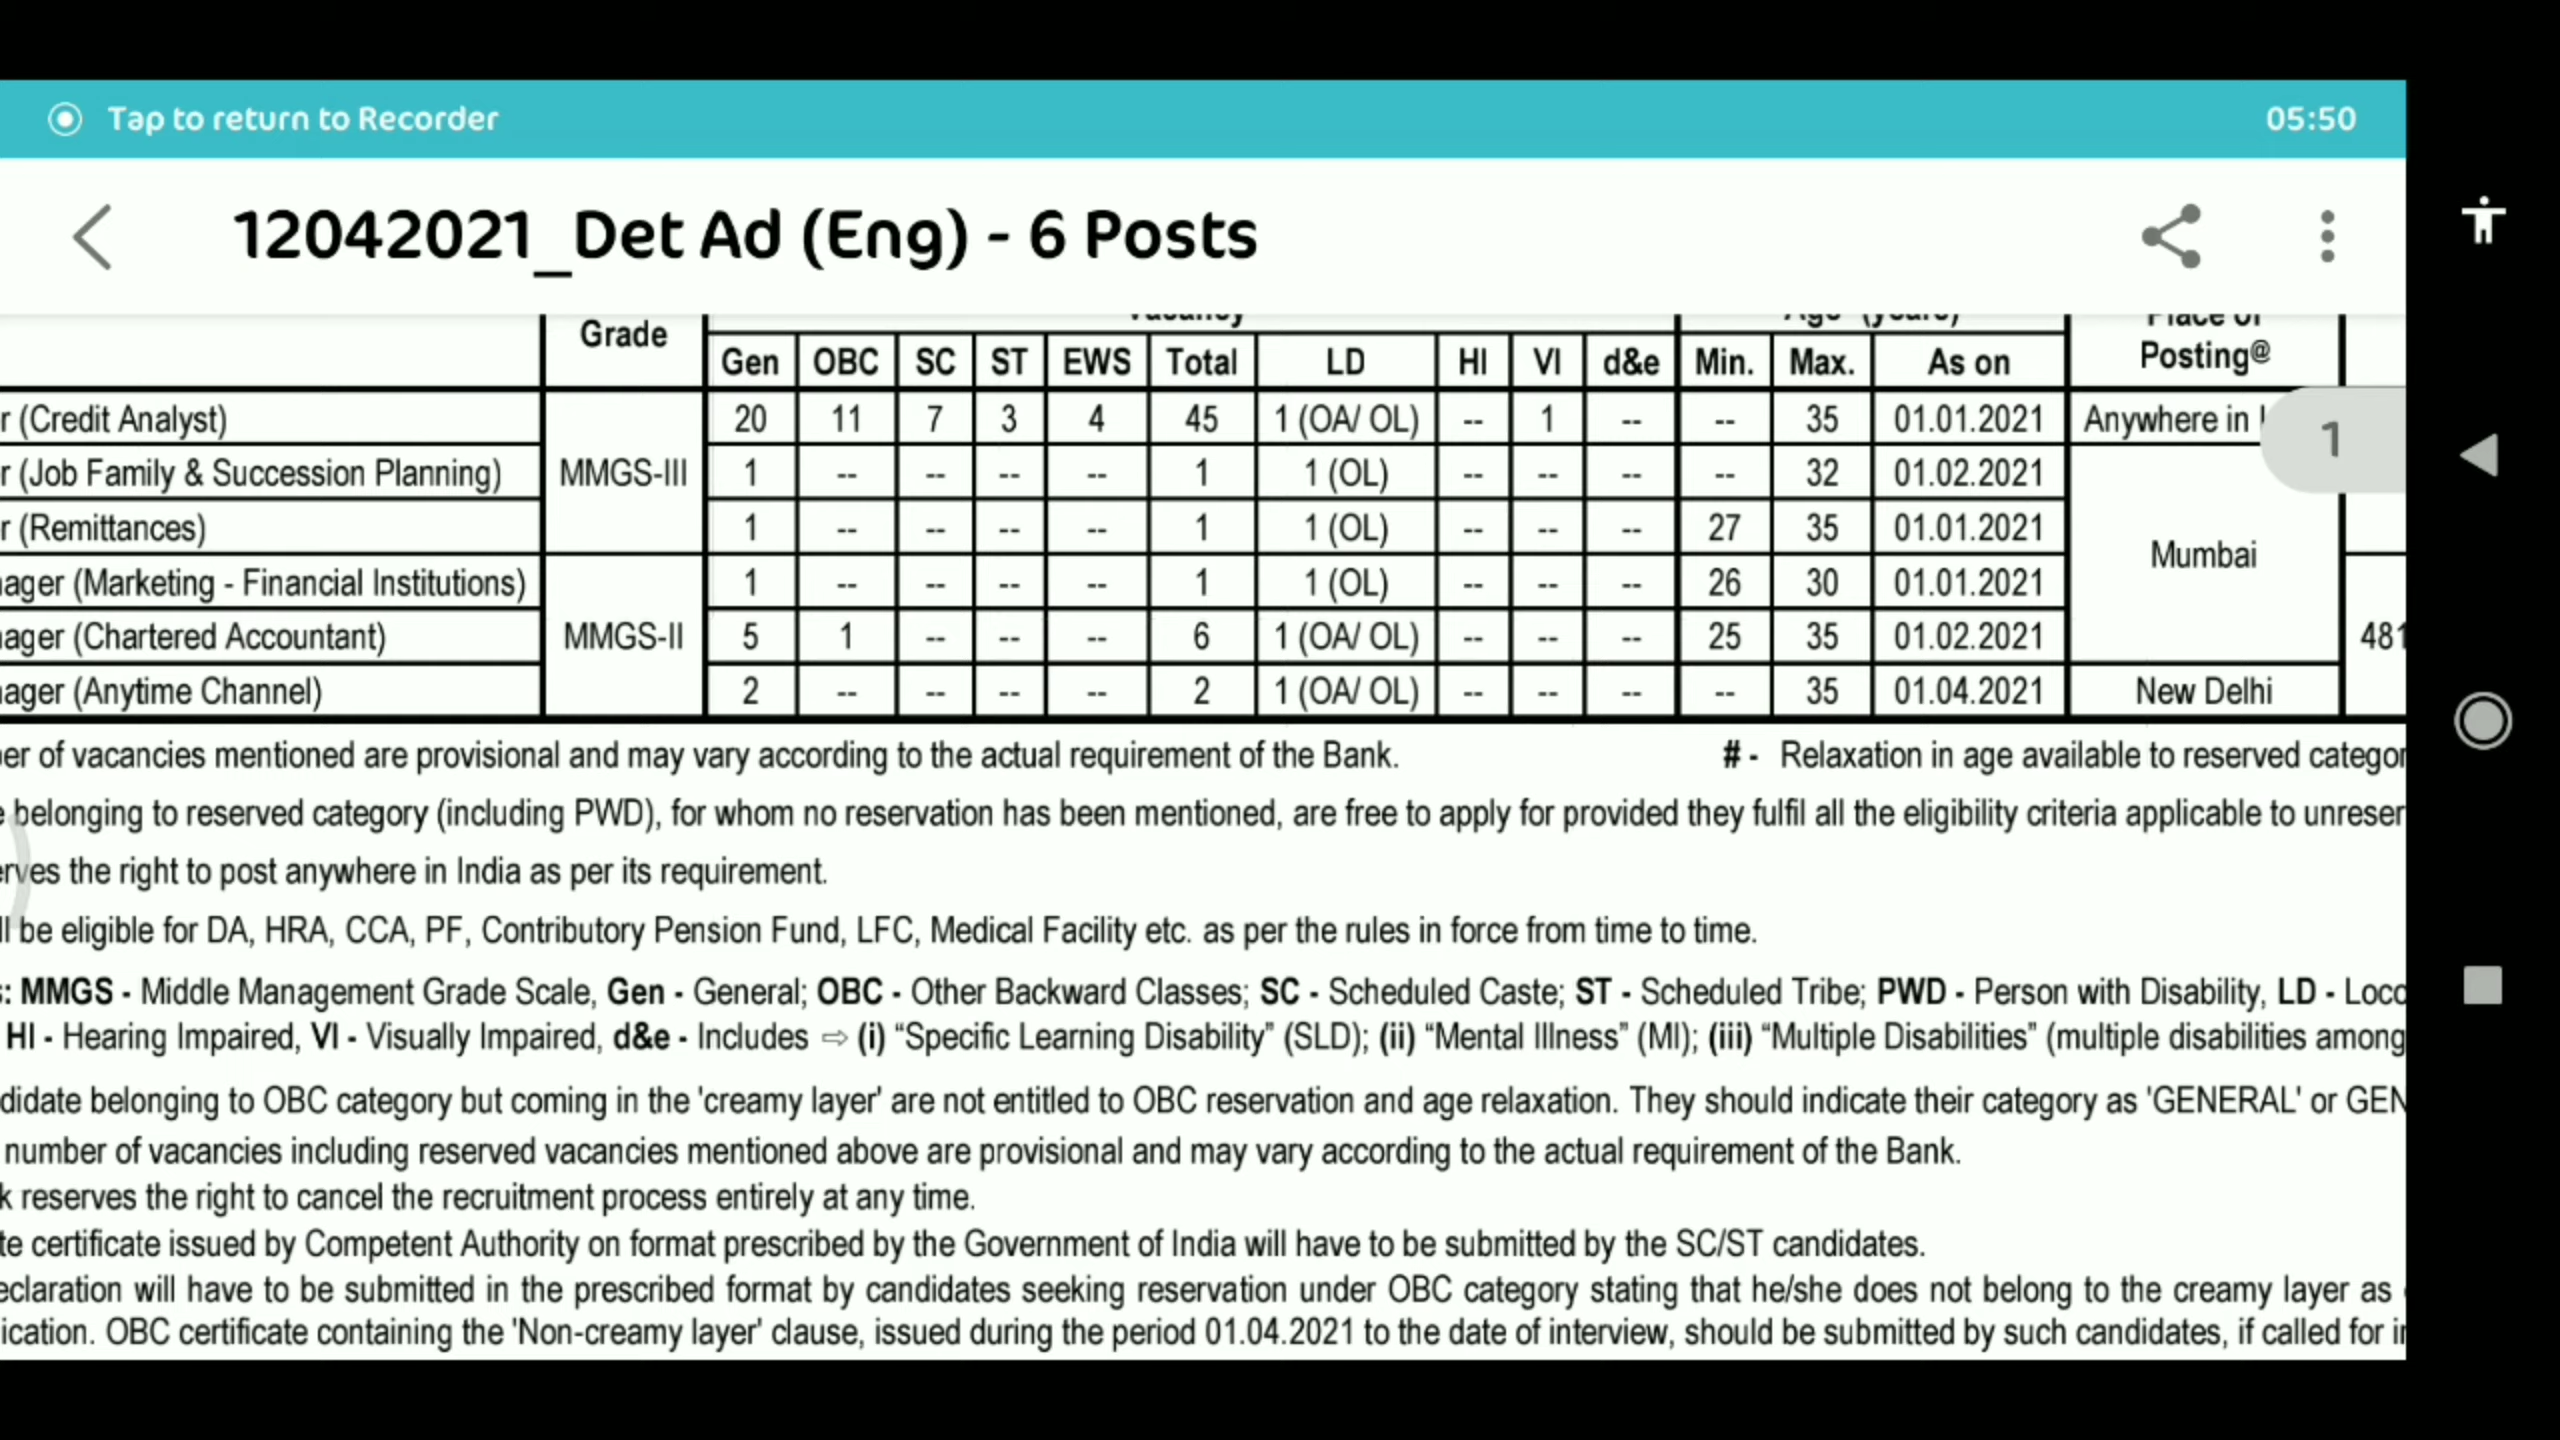 Tap to return to Recorder 05:50
12042021_Det Ad (Eng) - 6 Posts
Grade Vacancy Age (years) Place of Posting@
Gen OBC SC ST EWS Total LD HI VI d&e Min. Max. As on
r (Credit Analyst) MMGS-III 20 11 7 3 4 45 1 (OA/ OL) -- 1 -- -- 35 01.01.2021 Anywhere in
1
r (Job Family & Succession Planning) 1 -- -- -- -- 1 1 (OL) -- -- -- -- 32 01.02.2021 Mumbai
r (Remittances) 1 -- -- -- -- 1 1 (OL) -- -- -- 27 35 01.01.2021
ager (Marketing - Financial Institutions) MMGS-II 1 -- -- -- -- 1 1 (OL) -- -- -- 26 30 01.01.2021
ager (Chartered Accountant) 5 1 -- -- -- 6 1 (OA/ OL) -- -- -- 25 35 01.02.2021 481
ager (Anytime Channel) 2 -- -- -- -- 2 1 (OA/ OL) -- -- -- -- 35 01.04.2021 New Delhi
er of vacancies mentioned are provisional and may vary according to the actual requirement of the Bank. # - Relaxation in age available to reserved categor
e belonging to reserved category (including PWD), for whom no reservation has been mentioned, are free to apply for provided they fulfil all the eligibility criteria applicable to unreser
erves the right to post anywhere in India as per its requirement.
ll be eligible for DA, HRA, CCA, PF, Contributory Pension Fund, LFC, Medical Facility etc. as per the rules in force from time to time.
s: MMGS - Middle Management Grade Scale, Gen - General; OBC - Other Backward Classes; SC - Scheduled Caste; ST - Scheduled Tribe; PWD - Person with Disability, LD - Loco
HI - Hearing Impaired, VI - Visually Impaired, d&e - Includes ⇨ (i) “Specific Learning Disability” (SLD); (ii) “Mental Illness” (MI); (iii) “Multiple Disabilities” (multiple disabilities among
didate belonging to OBC category but coming in the 'creamy layer' are not entitled to OBC reservation and age relaxation. They should indicate their category as 'GENERAL' or GEN
number of vacancies including reserved vacancies mentioned above are provisional and may vary according to the actual requirement of the Bank.
k reserves the right to cancel the recruitment process entirely at any time.
te certificate issued by Competent Authority on format prescribed by the Government of India will have to be submitted by the SC/ST candidates.
eclaration will have to be submitted in the prescribed format by candidates seeking reservation under OBC category stating that he/she does not belong to the creamy layer as
ication. OBC certificate containing the 'Non-creamy layer' clause, issued during the period 01.04.2021 to the date of interview, should be submitted by such candidates, if called for in